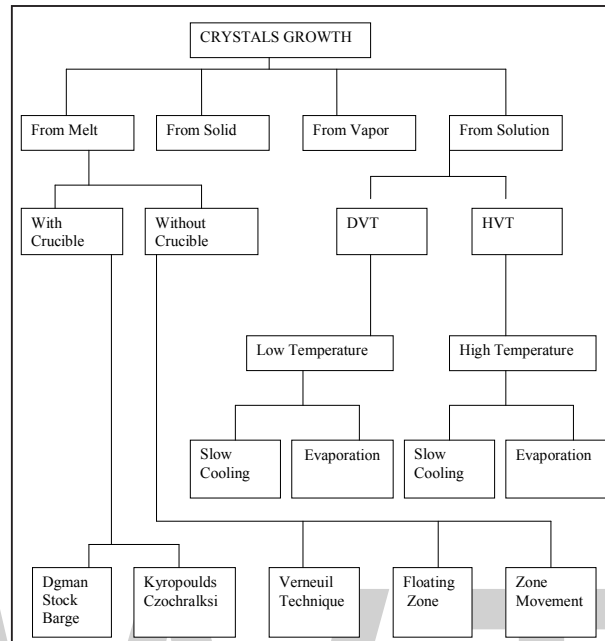 CRYSTALS GROWTH
From Melt
From Solid
From Vapor
From Solution
With
Crucible
Without
Crucible
DVT
HVT
Low Temperature
High Temperature
Slow
Cooling
Evaporation
Slow
Cooling
Evaporation
Dgman
Stock
Barge
Kyropoulds
Czochralksi
Verneuil
Technique
Floating
Zone
Zone
Movement